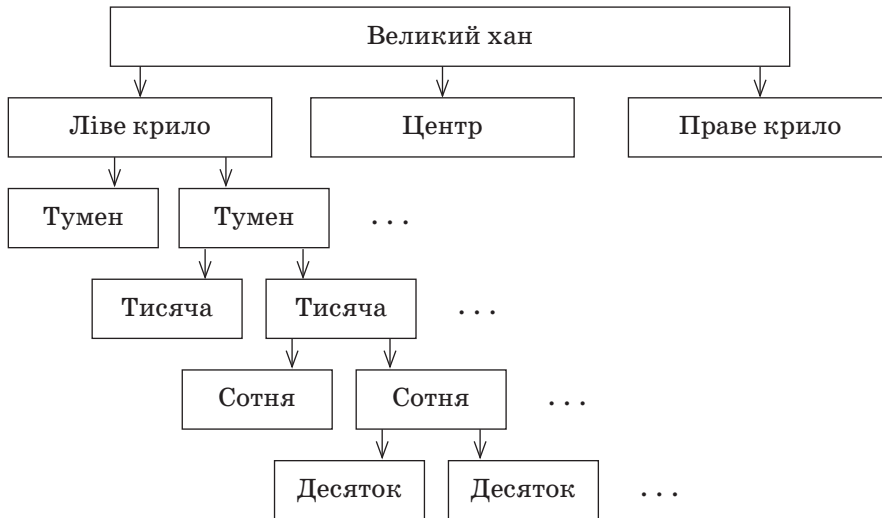 Великий хан
Ліве крило Центр Праве крило
Тумен Тумен ...
Тисяча Тисяча ...
Сотня Сотня ...
Десяток Десяток ...